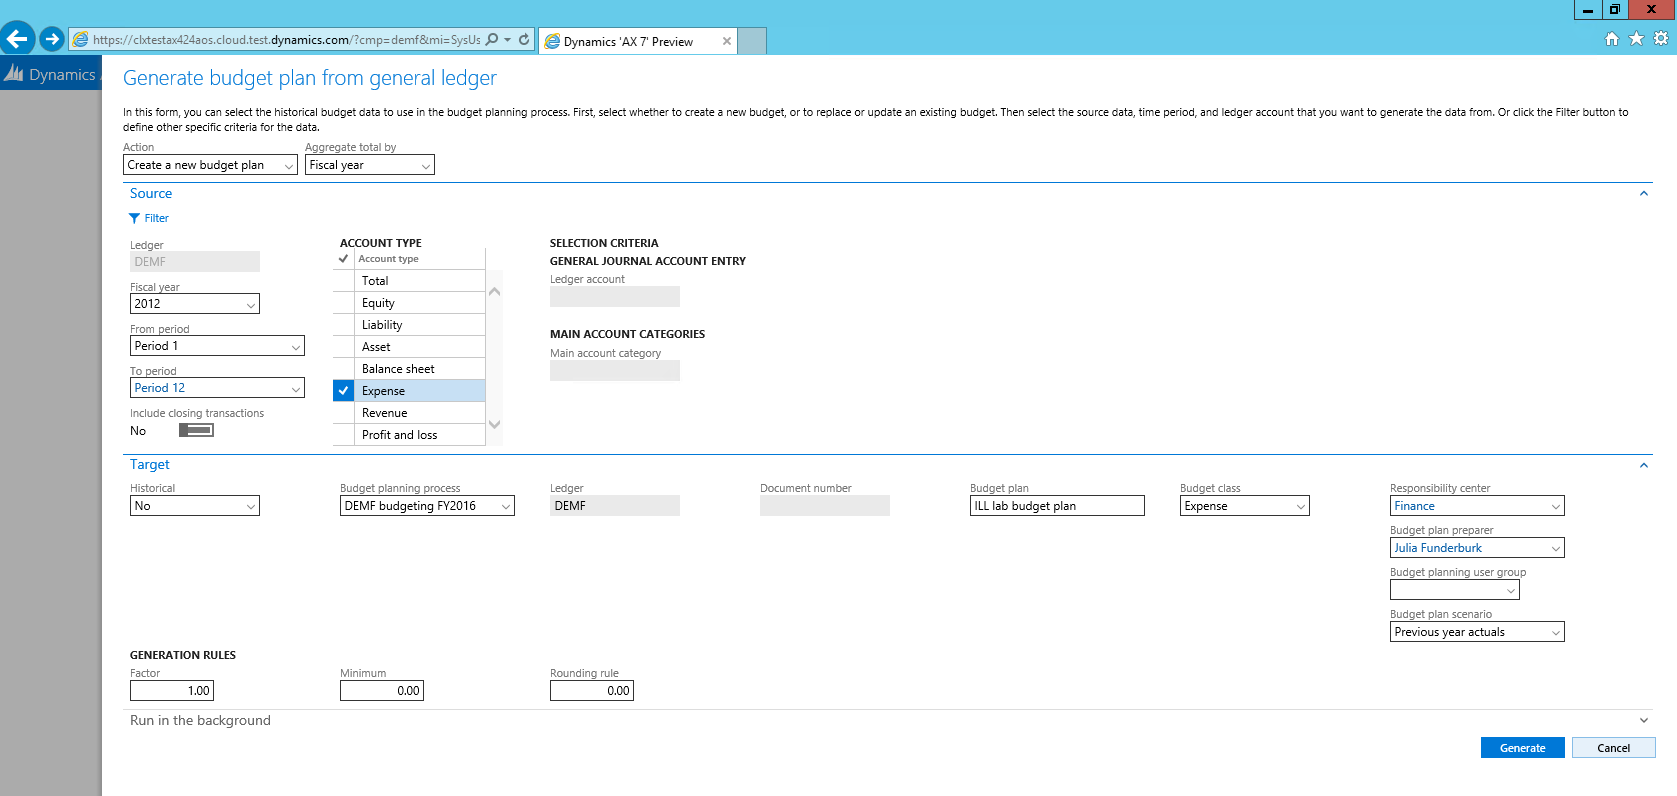 https://clxtestax424aos.cloud.test.dynamics.com/?cmp=demf&mi=SysUs
Dynamics 'AX 7' Preview
Dynamics
Generate budget plan from general ledger
In this form, you can select the historical budget data to use in the budget planning process. First, select whether to create a new budget, or to replace or update an existing budget. Then select the source data, time period, and ledger account that you want to generate the data from. Or click the Filter button to
define other specific criteria for the data.
Action
Aggregate total by
Create a new budget plan
Fiscal year
Source
Filter
Ledger
DEMF
Fiscal year
2012
From period
Period 1
To period
Period 12
Include closing transactions
No
ACCOUNT TYPE
Account type
Total
Equity
Liability
Asset
Balance sheet
Expense
Revenue
Profit and loss
SELECTION CRITERIA
GENERAL JOURNAL ACCOUNT ENTRY
Ledger account
MAIN ACCOUNT CATEGORIES
Main account category
Target
Historical
No
Budget planning process
DEMF budgeting FY2016
Ledger
DEMF
Document number
Budget plan
ILL lab budget plan
Budget class
Expense
Responsibility center
Finance
Budget plan preparer
Julia Funderburk
Budget planning user group
Budget plan scenario
Previous year actuals
GENERATION RULES
Factor
1.00
Minimum
0.00
Rounding rule
0.00
Run in the background
Generate
Cancel